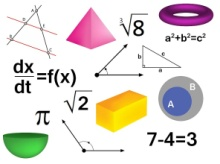 ∛8
a²+b²=c²
dx/dt=f(x)
b
c
a
√2
B
A
π
7-4=3